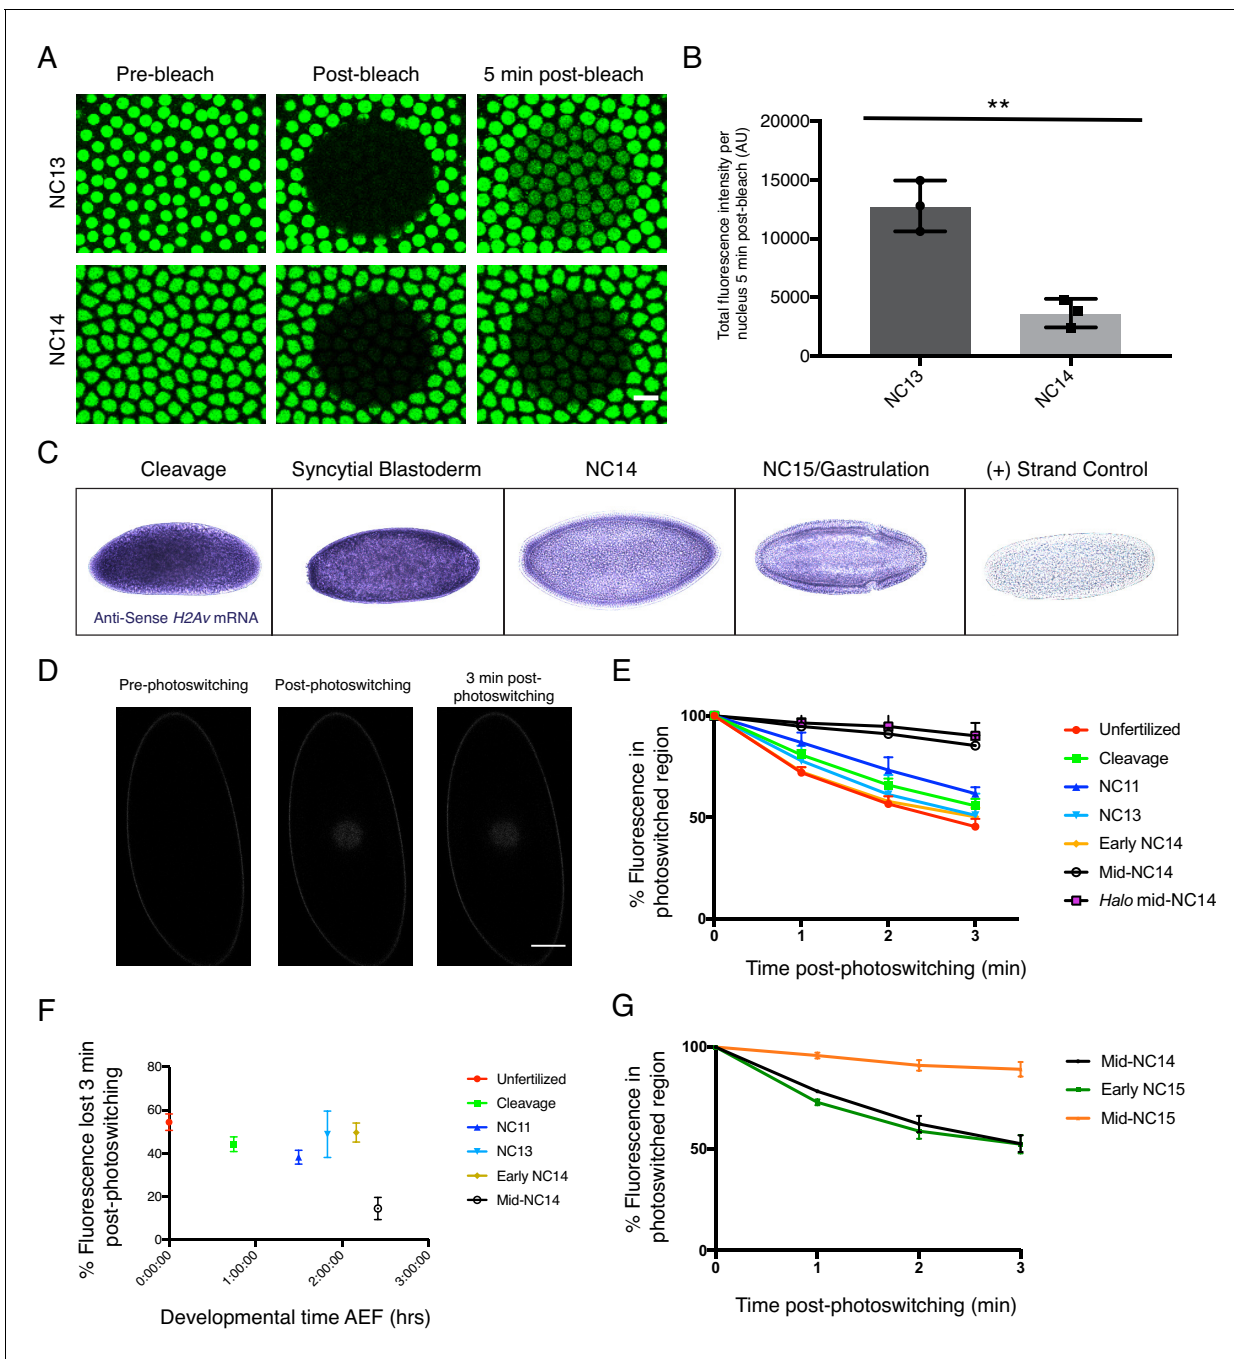 A
Pre-bleach
Post-bleach
5 min post-bleach
NC13
NC14
B
**
Total fluorescence intensity per
nucleus 5 min post-bleach (AU)
20000
15000
10000
5000
0
NC13
NC14
C
Cleavage
Syncytial Blastoderm
NC14
NC15/Gastrulation
(+) Strand Control
Anti-Sense H2Av mRNA
D
Pre-photoswitching
Post-photoswitching
3 min post-
photoswitching
E
% Fluorescence in
photoswitched region
100
50
0
0
1
2
3
Time post-photoswitching (min)
Unfertilized
Cleavage
NC11
NC13
Early NC14
Mid-NC14
Halo mid-NC14
F
% Fluorescence lost 3 min
post-photoswitching
80
60
40
20
0
0:00:00
1:00:00
2:00:00
3:00:00
Developmental time AEF (hrs)
Unfertilized
Cleavage
NC11
NC13
Early NC14
Mid-NC14
G
% Fluorescence in
photoswitched region
100
50
0
0
1
2
3
Time post-photoswitching (min)
Mid-NC14
Early NC15
Mid-NC15